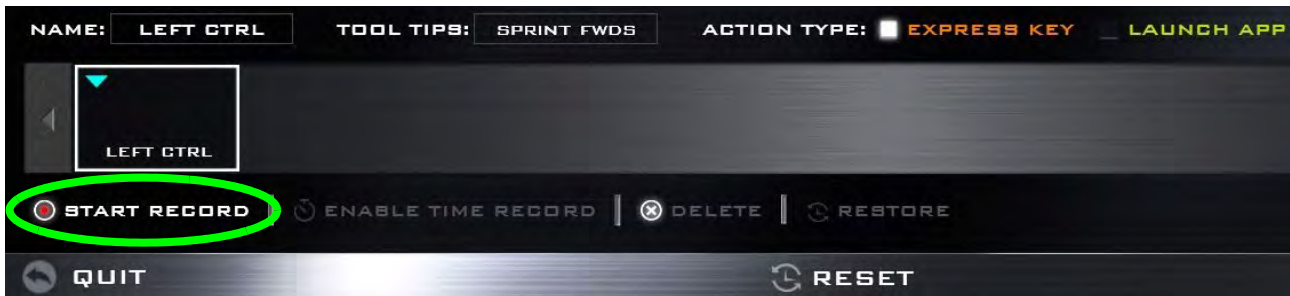 NAME: LEFT CTRL TOOL TIPS: SPRINT FWDS ACTION TYPE: EXPRESS KEY LAUNCH APP
LEFT CTRL
START RECORD ENABLE TIME RECORD DELETE RESTORE
QUIT RESET